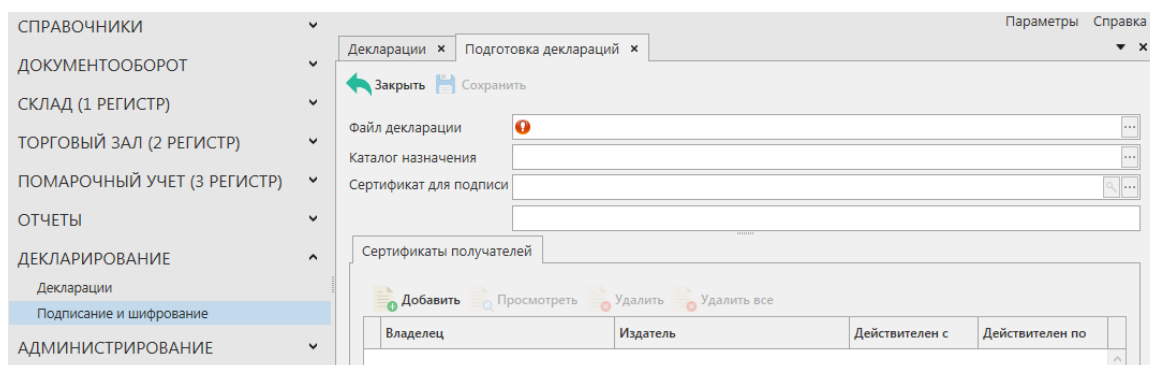 Параметры Справка
СПРАВОЧНИКИ
ДОКУМЕНТООБОРОТ
СКЛАД (1 РЕГИСТР)
ТОРГОВЫЙ ЗАЛ (2 РЕГИСТР)
ПОМАРОЧНЫЙ УЧЕТ (3 РЕГИСТР)
ОТЧЕТЫ
ДЕКЛАРИРОВАНИЕ
Декларации
Подписание и шифрование
АДМИНИСТРИРОВАНИЕ
Декларации Подготовка деклараций
Закрыть Сохранить
Файл декларации
Каталог назначения
Сертификат для подписи
Сертификаты получателей
Добавить Просмотреть Удалить Удалить все
Владелец Издатель Действителен с Действителен по